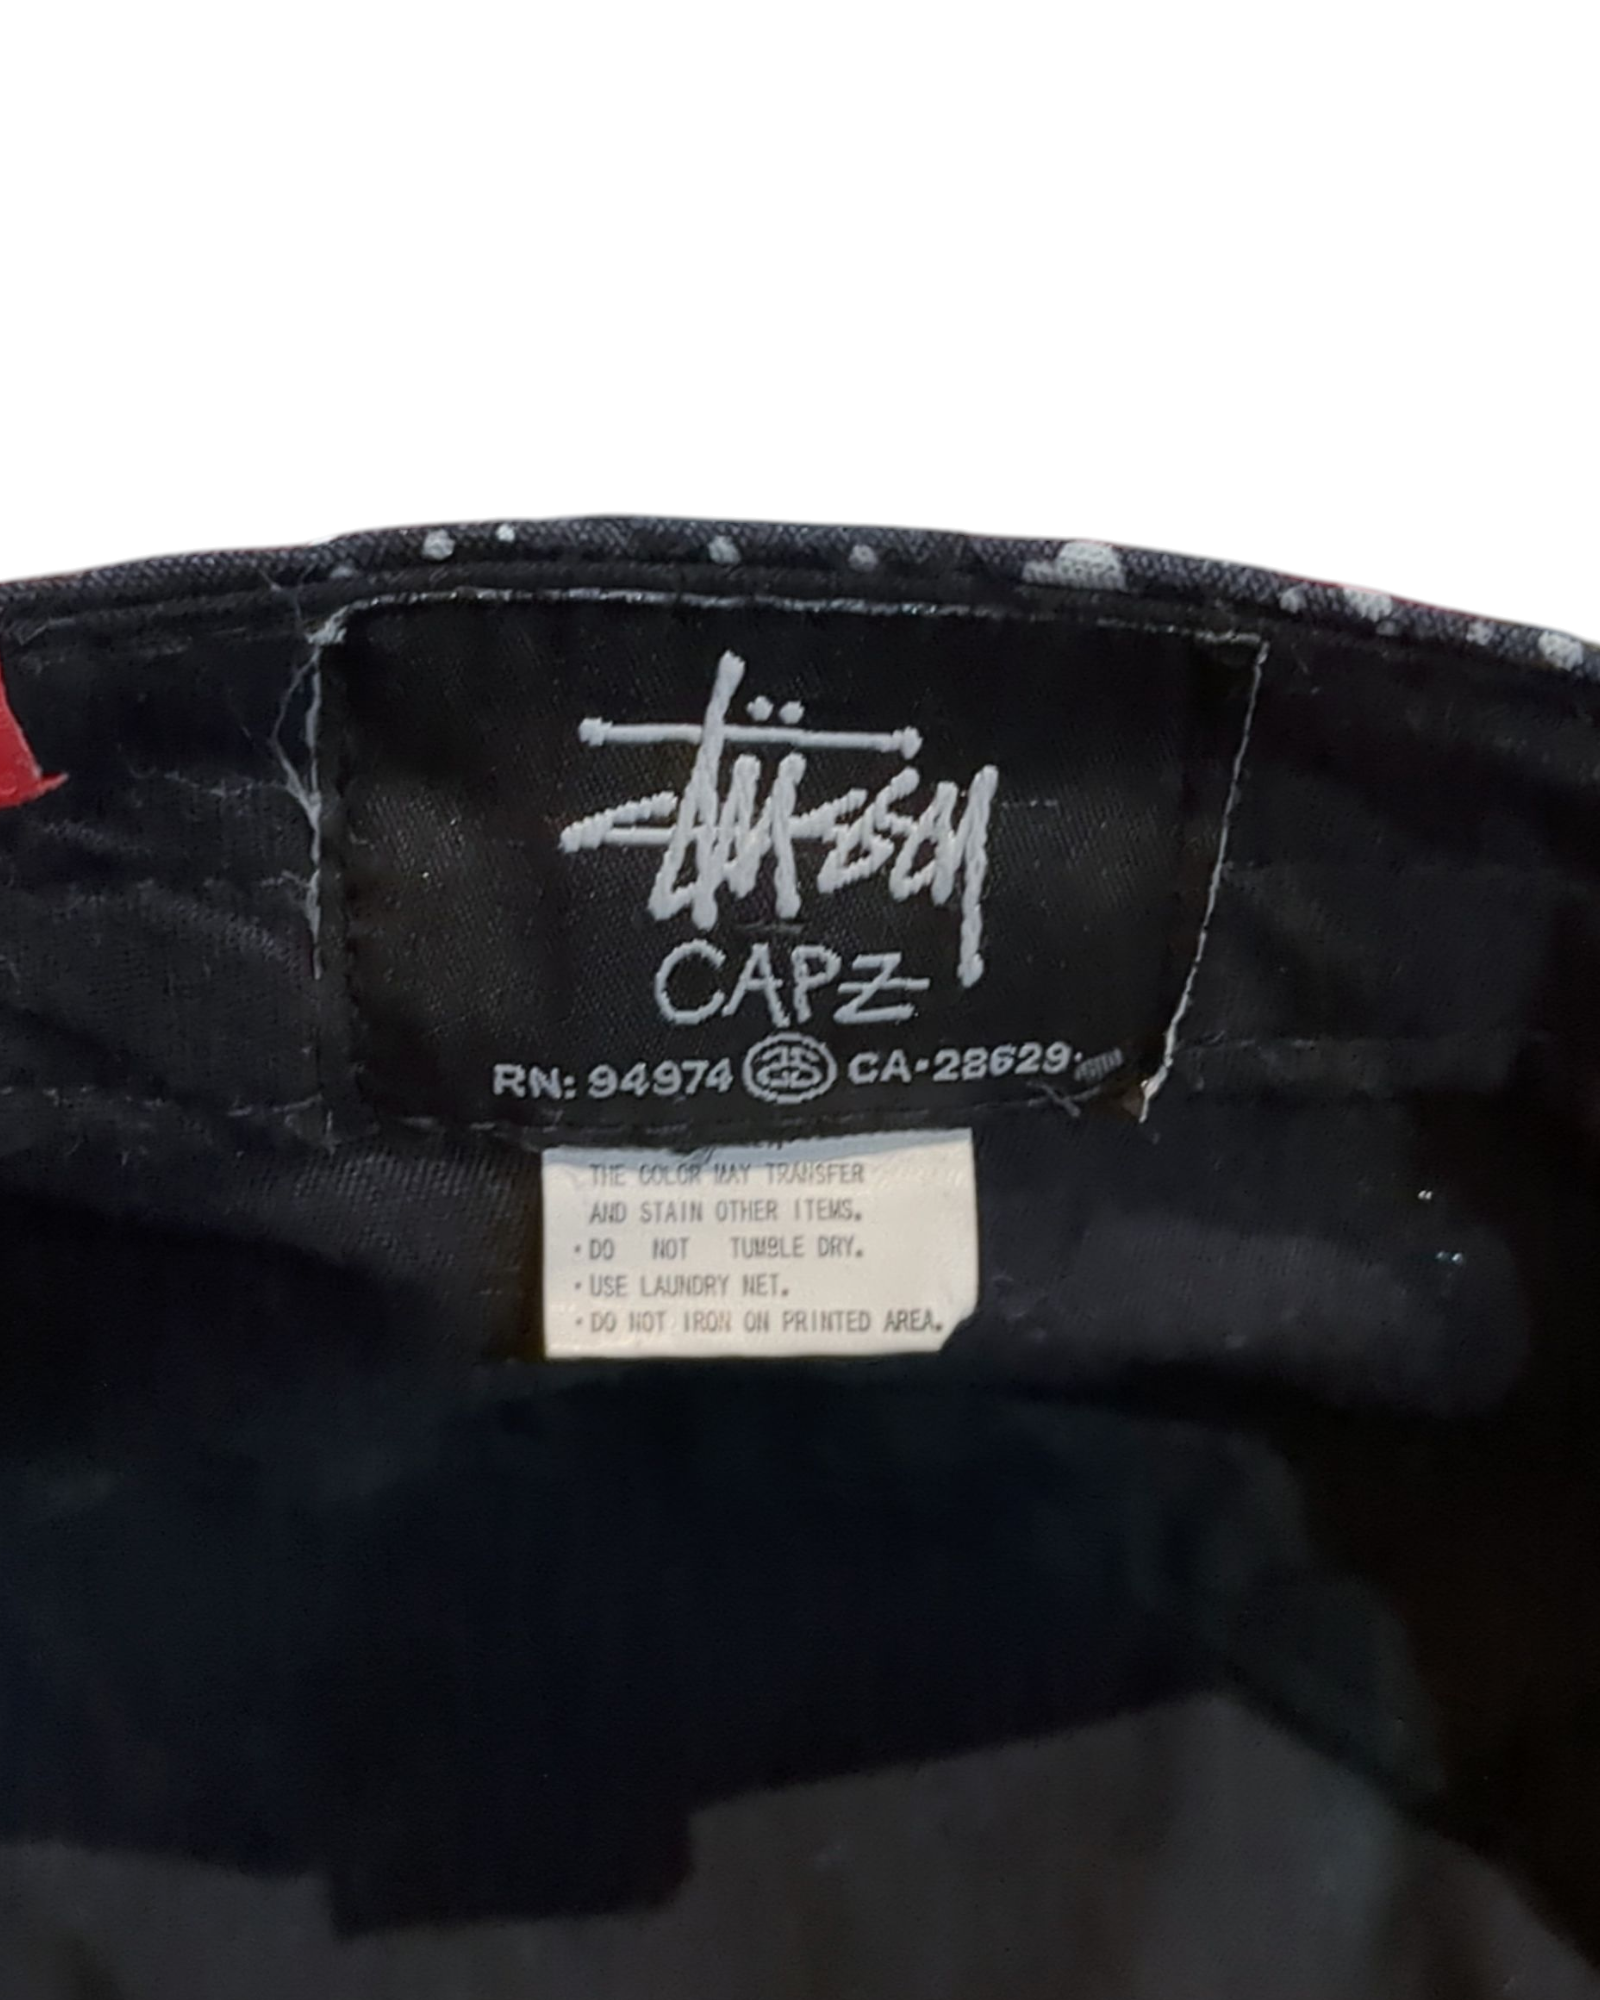 Stüssy
CAPZ
RN: 94974 SS CA-28629
THE COLOR MAY TRANSFER
AND STAIN OTHER ITEMS.
・DO NOT TUMBLE DRY.
・USE LAUNDRY NET.
・DO NOT IRON ON PRINTED AREA.